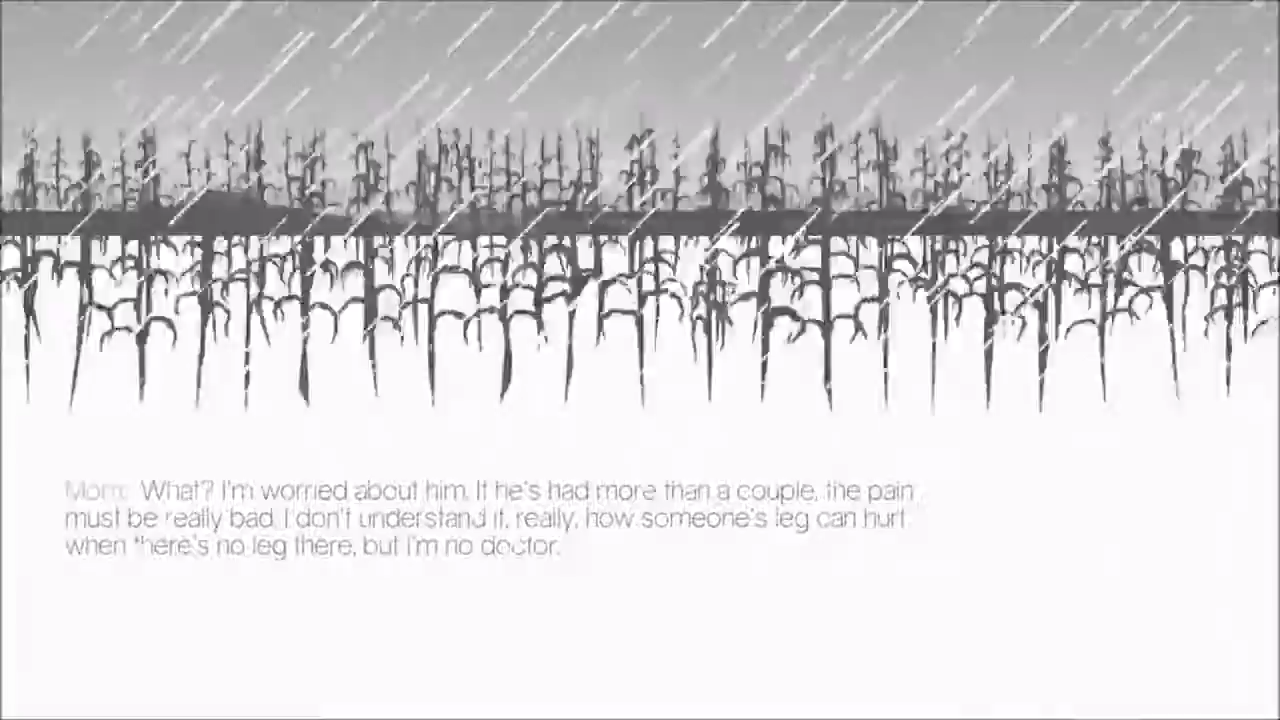 Mom: What? I'm worried about him. If he's had more than a couple, the pain
must be really bad. I don't understand it, really, how someone's leg can hurt
when there's no leg there, but I'm no doctor.